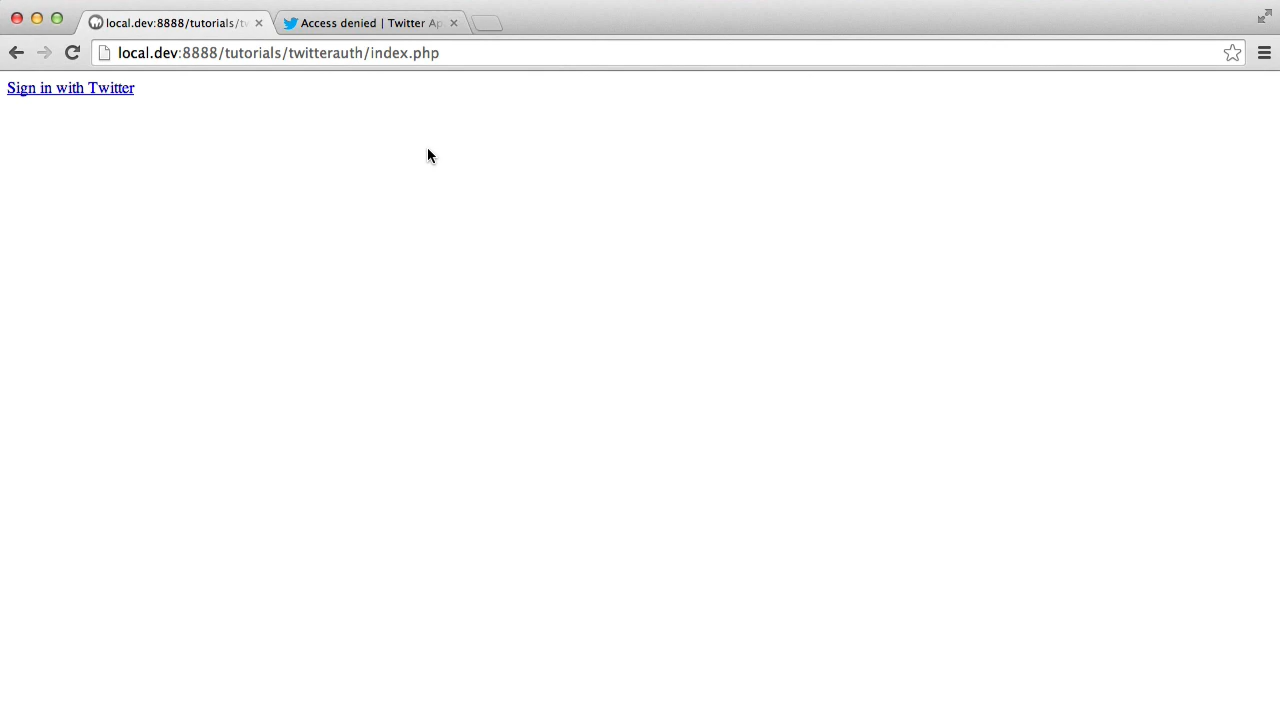 local.dev:8888/tutorials/tw
Access denied | Twitter Ap
local.dev:8888/tutorials/twitterauth/index.php
Sign in with Twitter